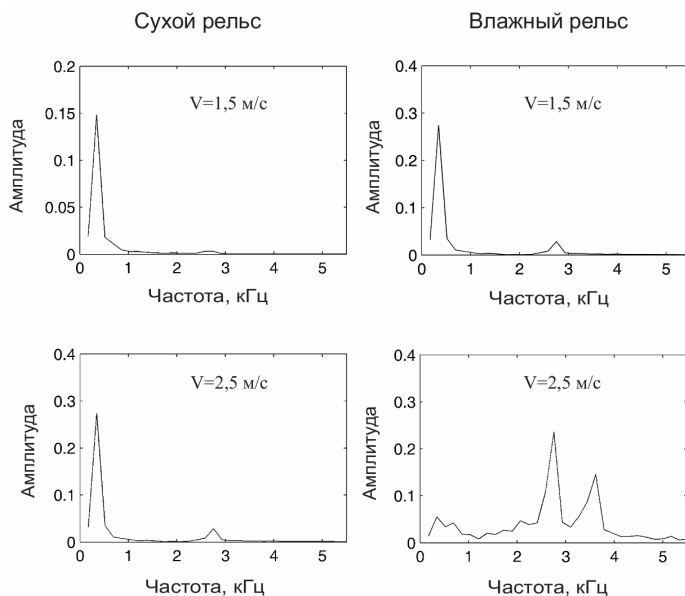 Сухой рельс
Влажный рельс
0.2
0.15
0.1
0.05
0
0 1 2 3 4 5
V=1,5 м/с
Амплитуда
Частота, кГц
0.4
0.3
0.2
0.1
0
0 1 2 3 4 5
V=1,5 м/с
Амплитуда
Частота, кГц
0.4
0.3
0.2
0.1
0
0 1 2 3 4 5
V=2,5 м/с
Амплитуда
Частота, кГц
0.4
0.3
0.2
0.1
0
0 1 2 3 4 5
V=2,5 м/с
Амплитуда
Частота, кГц